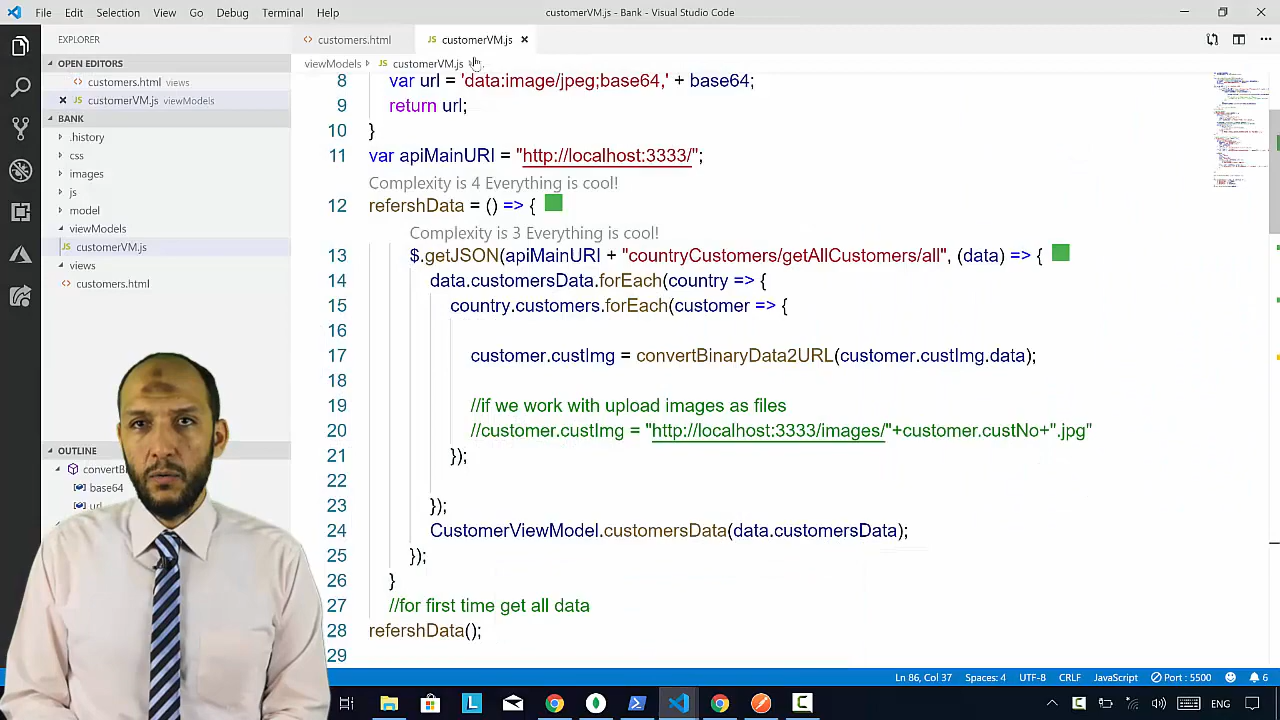 File Edit Selection View Go Debug Terminal Help
customerVM.js - Bank - Visual Studio Code
EXPLORER
OPEN EDITORS
customers.html views
customerVM.js viewModels
BANK
.history
css
images
js
model
viewModels
customerVM.js
views
customers.html
OUTLINE
convertB
base64
url
customers.html
customerVM.js
viewModels customerVM.js
8 var url = 'data:image/jpeg;base64,' + base64;
9 return url;
10 }
11 var apiMainURI = "http://localhost:3333/";
Complexity is 4 Everything is cool!
12 refershData = () => {
Complexity is 3 Everything is cool!
13 $.getJSON(apiMainURI + "countryCustomers/getAllCustomers/all", (data) => {
14 data.customersData.forEach(country => {
15 country.customers.forEach(customer => {
16
17 customer.custImg = convertBinaryData2URL(customer.custImg.data);
18
19 //if we work with upload images as files
20 //customer.custImg = "http://localhost:3333/images/"+customer.custNo+".jpg"
21 });
22
23 });
24 CustomerViewModel.customersData(data.customersData);
25 });
26 }
27 //for first time get all data
28 refershData();
29
Ln 86, Col 37 Spaces: 4 UTF-8 CRLF JavaScript Port : 5500 6
ENG